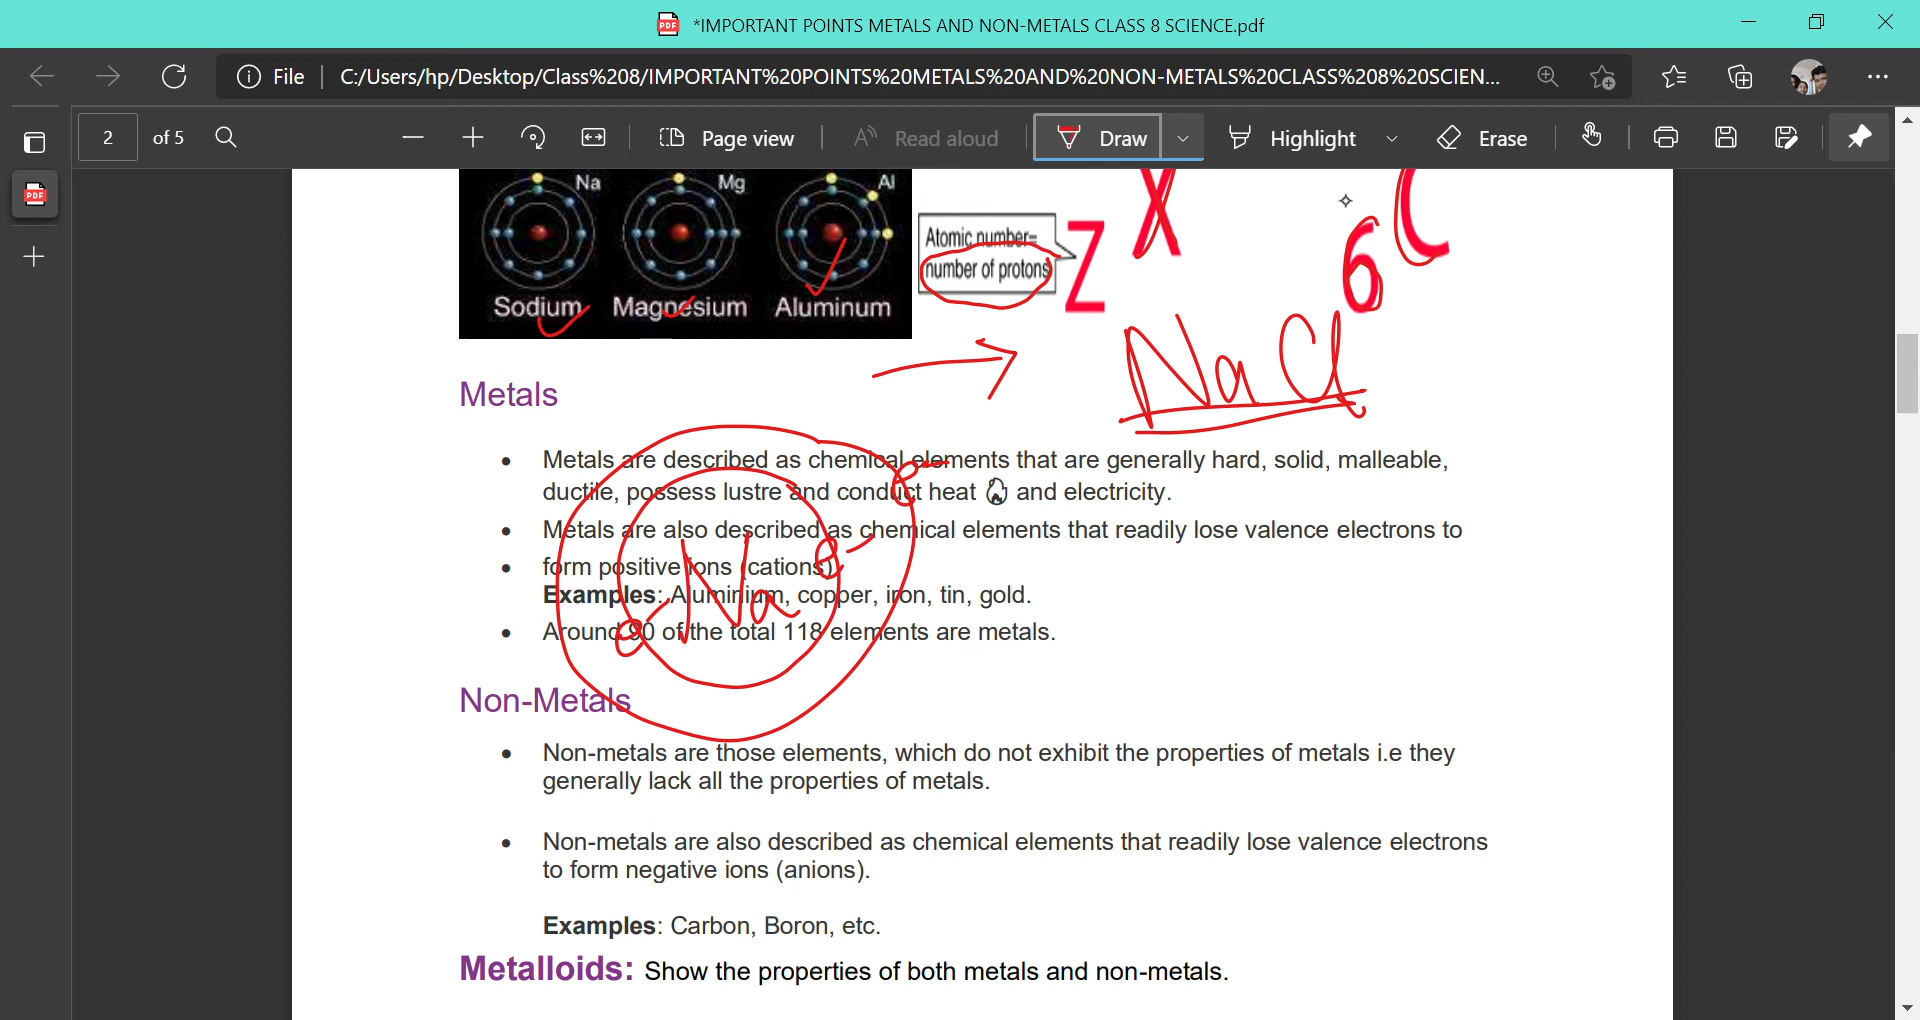 *IMPORTANT POINTS METALS AND NON-METALS CLASS 8 SCIENCE.pdf
File C:/Users/hp/Desktop/Class%208/IMPORTANT%20POINTS%20METALS%20AND%20NON-METALS%20CLASS%208%20SCIEN...
2 of 5 Page view Read aloud Draw Highlight Erase
PDF
Na Mg Al
Sodium Magnesium Aluminum
Atomic number=
number of protons
Z X
6 C
NaCl
Metals
• Metals are described as chemical elements that are generally hard, solid, malleable,
ductile, possess lustre and conduct heat and electricity.
• Metals are also described as chemical elements that readily lose valence electrons to
• form positive ions (cations)
Examples: Aluminium, copper, iron, tin, gold.
• Around 90 of the total 118 elements are metals.
e-
e-
e-
Na
Non-Metals
• Non-metals are those elements, which do not exhibit the properties of metals i.e they
generally lack all the properties of metals.
• Non-metals are also described as chemical elements that readily lose valence electrons
to form negative ions (anions).
Examples: Carbon, Boron, etc.
Metalloids: Show the properties of both metals and non-metals.